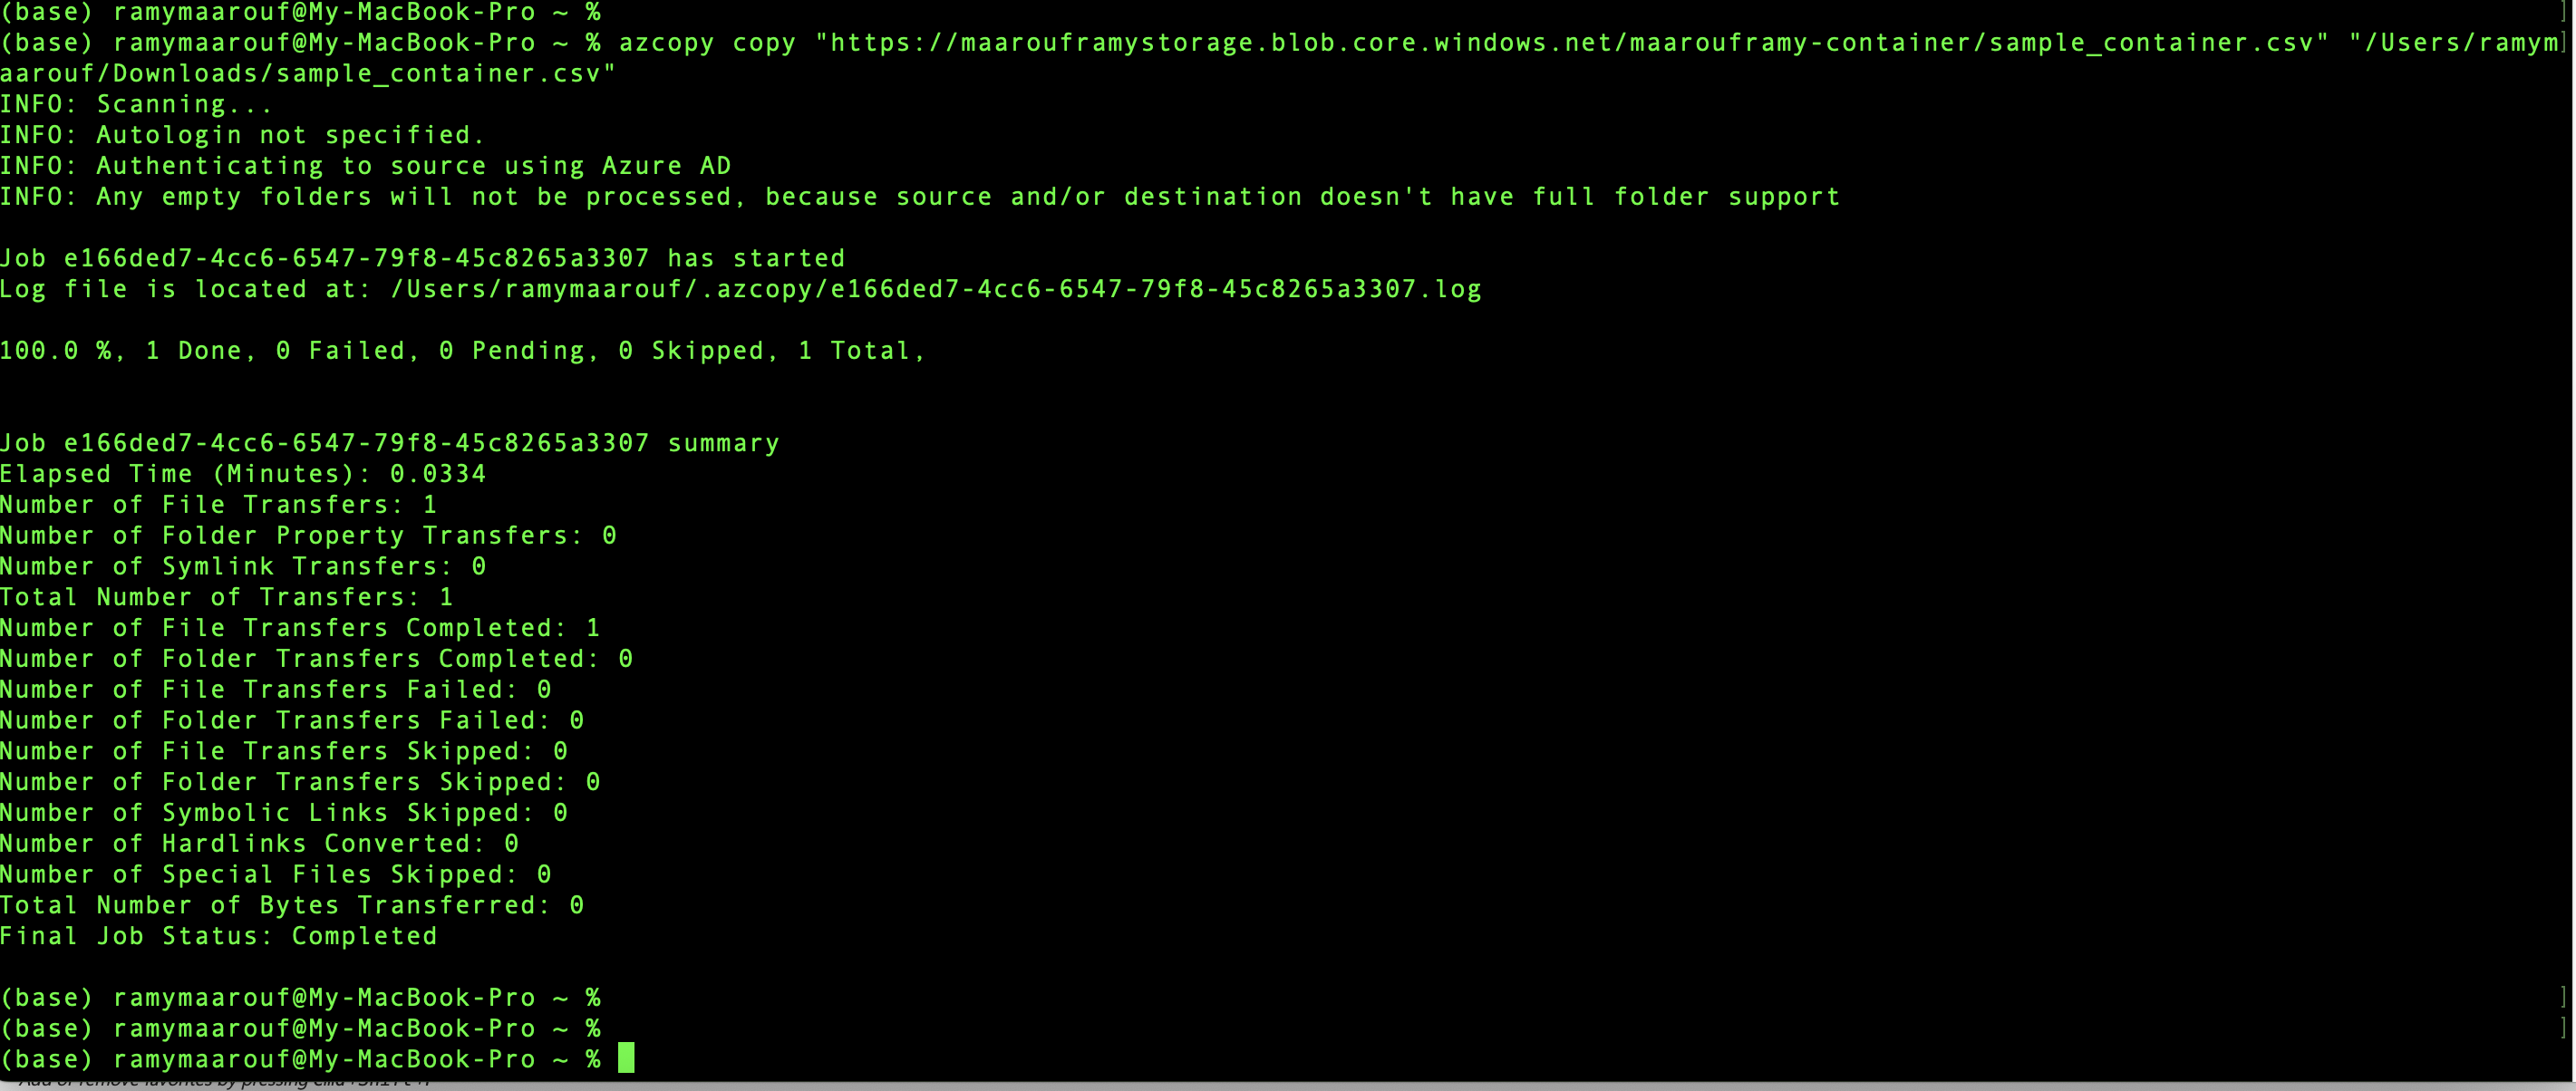 (base) ramymaarouf@My-MacBook-Pro ~ % ]
(base) ramymaarouf@My-MacBook-Pro ~ % azcopy copy "https://maarouframystorage.blob.core.windows.net/maarouframy-container/sample_container.csv" "/Users/ramym]
aarouf/Downloads/sample_container.csv"
INFO: Scanning...
INFO: Autologin not specified.
INFO: Authenticating to source using Azure AD
INFO: Any empty folders will not be processed, because source and/or destination doesn't have full folder support
Job e166ded7-4cc6-6547-79f8-45c8265a3307 has started
Log file is located at: /Users/ramymaarouf/.azcopy/e166ded7-4cc6-6547-79f8-45c8265a3307.log
100.0 %, 1 Done, 0 Failed, 0 Pending, 0 Skipped, 1 Total,
Job e166ded7-4cc6-6547-79f8-45c8265a3307 summary
Elapsed Time (Minutes): 0.0334
Number of File Transfers: 1
Number of Folder Property Transfers: 0
Number of Symlink Transfers: 0
Total Number of Transfers: 1
Number of File Transfers Completed: 1
Number of Folder Transfers Completed: 0
Number of File Transfers Failed: 0
Number of Folder Transfers Failed: 0
Number of File Transfers Skipped: 0
Number of Folder Transfers Skipped: 0
Number of Symbolic Links Skipped: 0
Number of Hardlinks Converted: 0
Number of Special Files Skipped: 0
Total Number of Bytes Transferred: 0
Final Job Status: Completed
(base) ramymaarouf@My-MacBook-Pro ~ % ]
(base) ramymaarouf@My-MacBook-Pro ~ % ]
(base) ramymaarouf@My-MacBook-Pro ~ %
Add or remove favorites by pressing